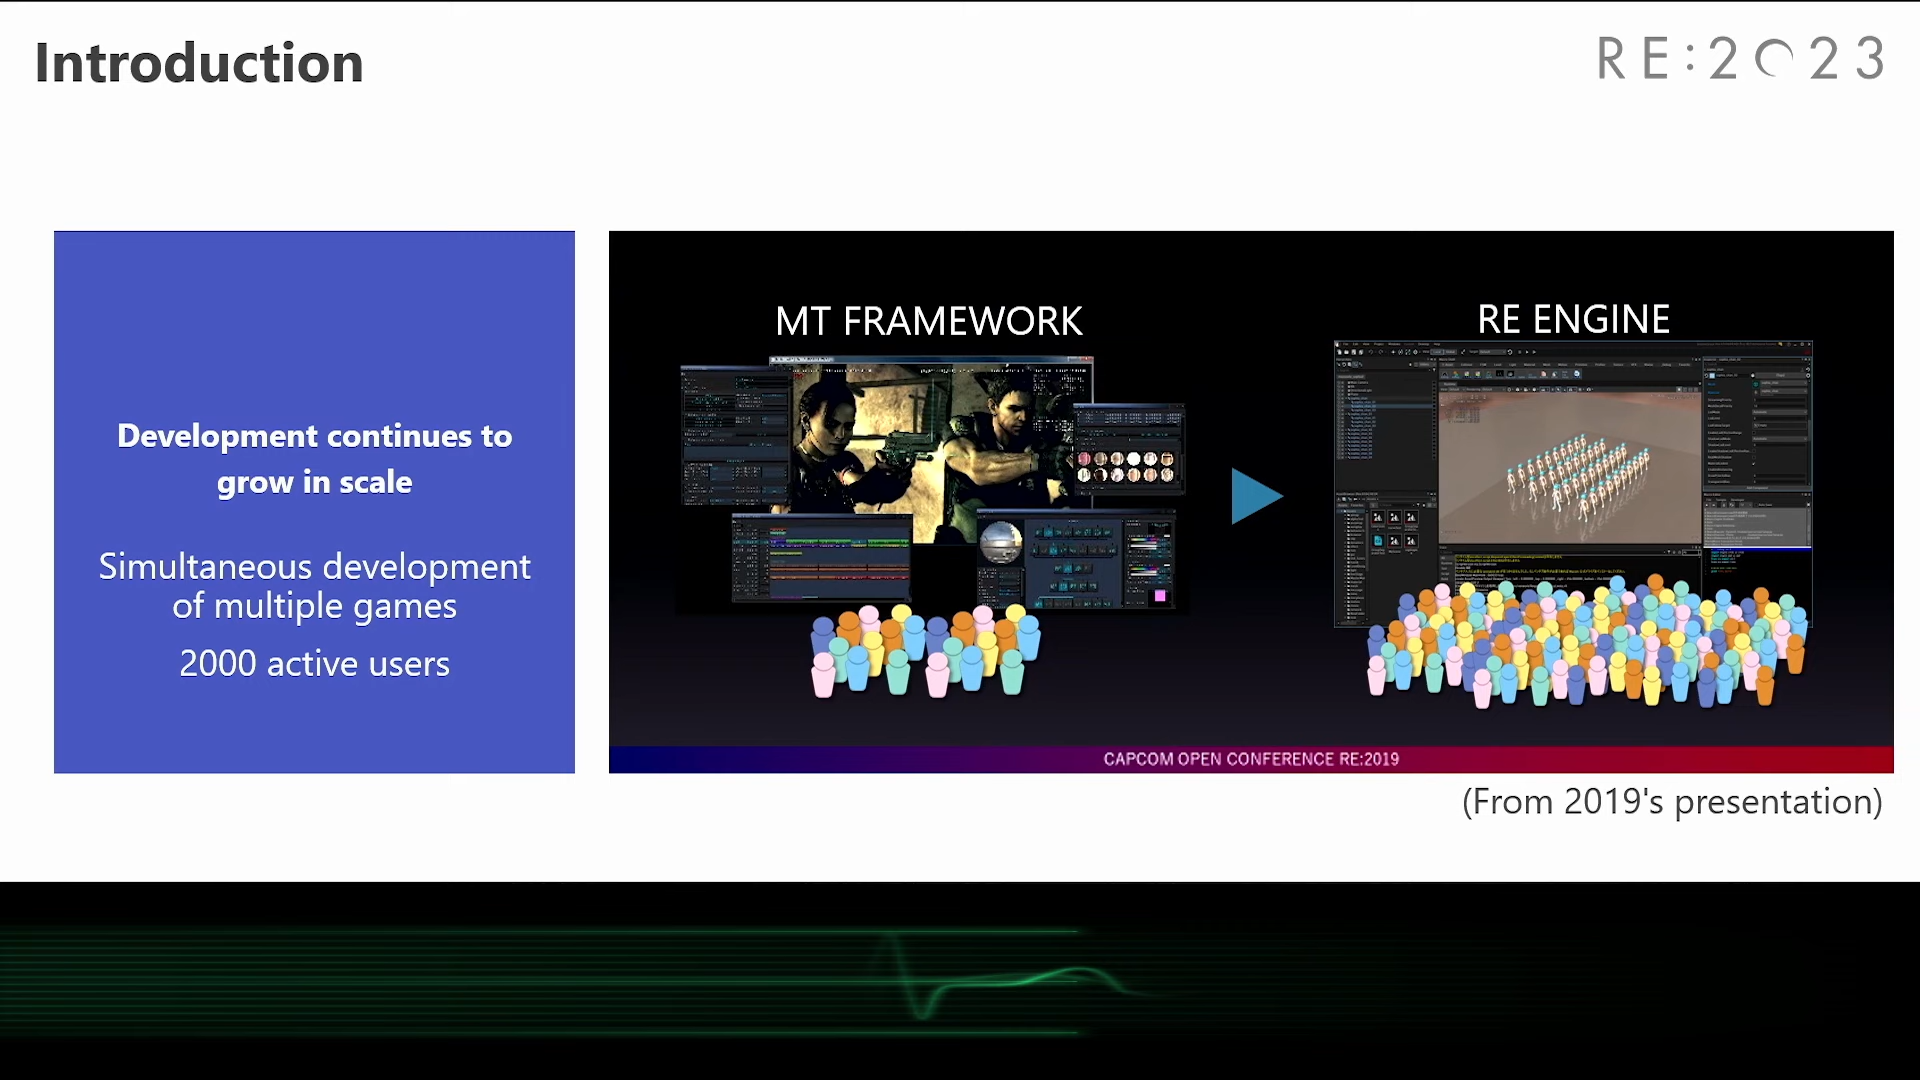 Introduction
RE:2023
Development continues to
grow in scale
Simultaneous development
of multiple games
2000 active users
MT FRAMEWORK
RE ENGINE
CAPCOM OPEN CONFERENCE RE:2019
(From 2019's presentation)